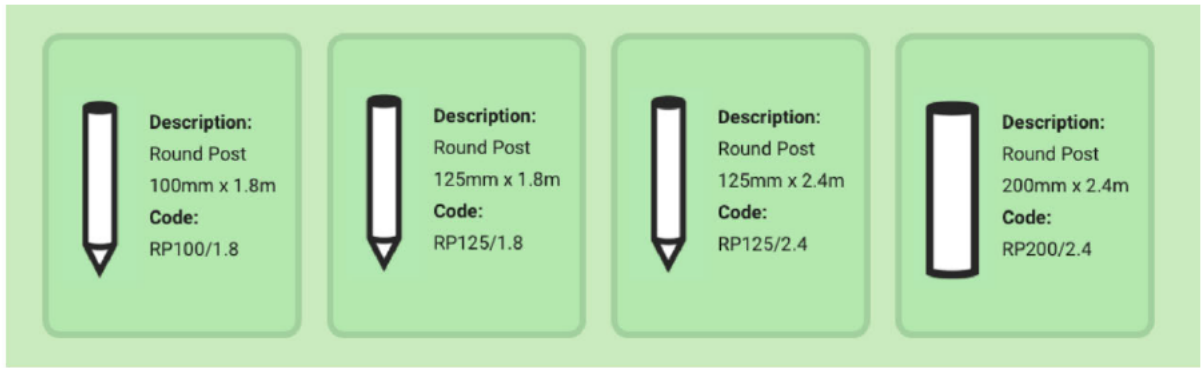 Description:
Round Post
100mm x 1.8m
Code:
RP100/1.8
Description:
Round Post
125mm x 1.8m
Code:
RP125/1.8
Description:
Round Post
125mm x 2.4m
Code:
RP125/2.4
Description:
Round Post
200mm x 2.4m
Code:
RP200/2.4